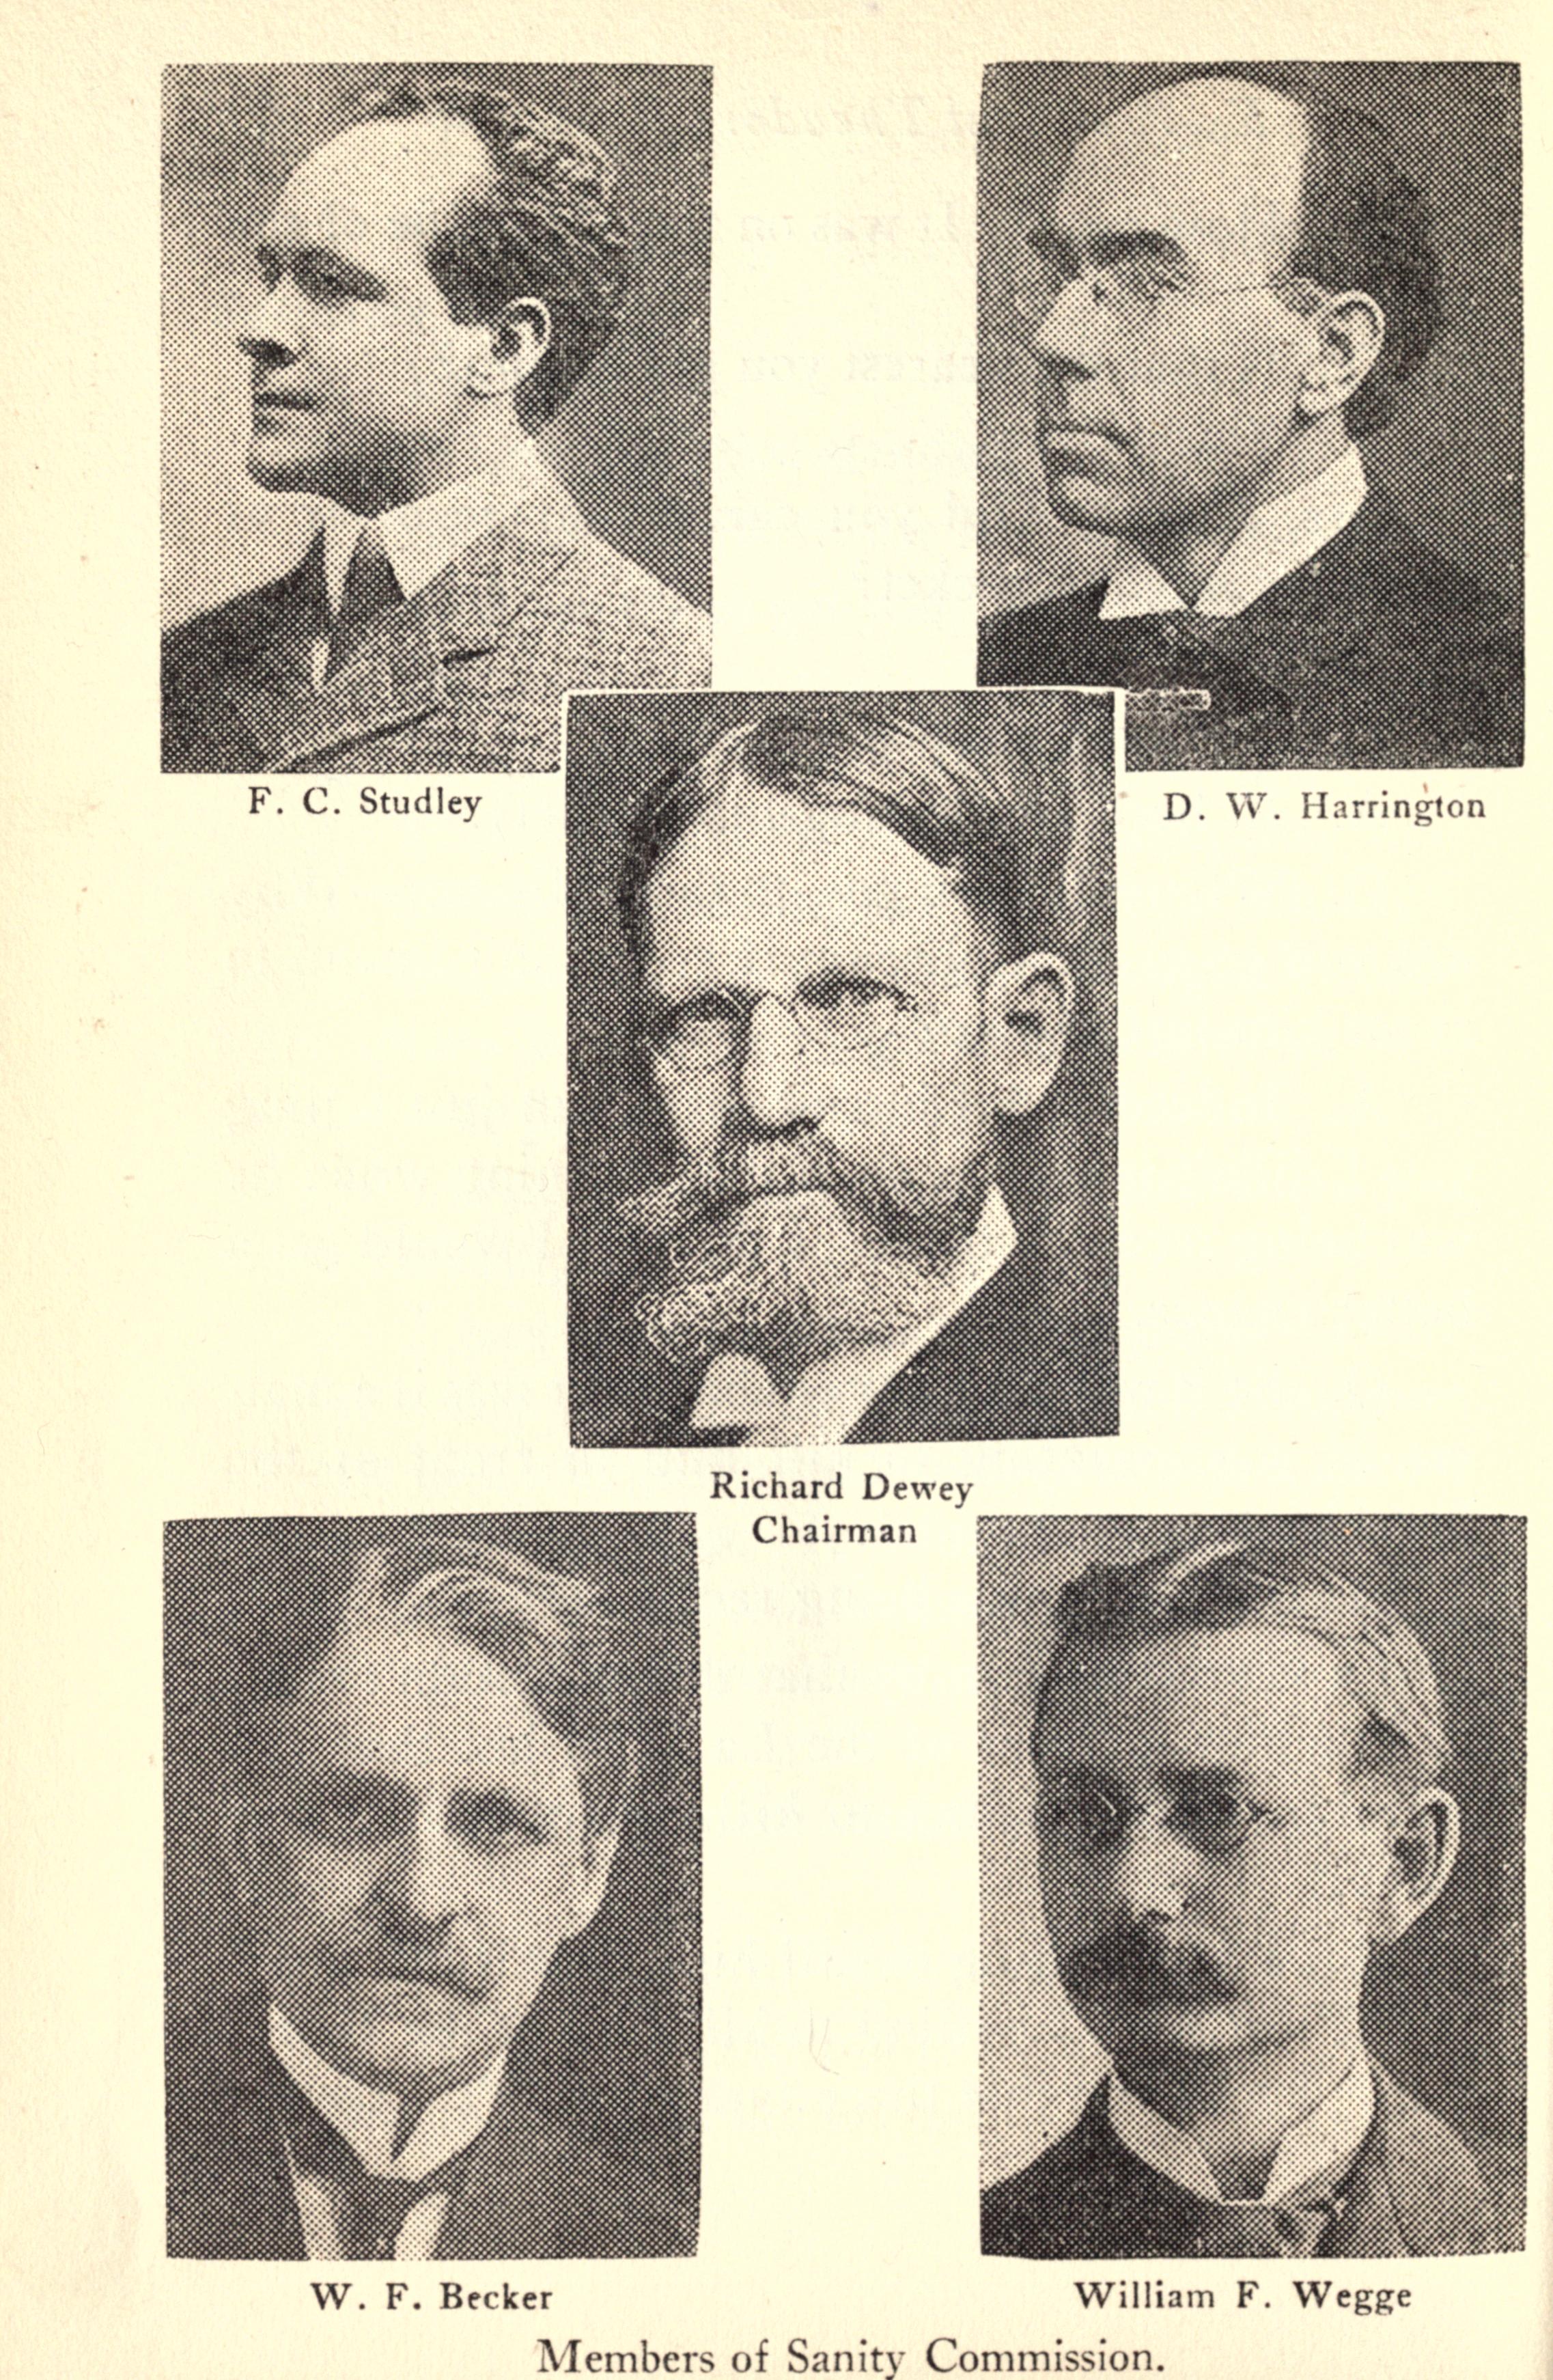 F. C. Studley
D. W. Harrington
Richard Dewey
Chairman
W. F. Becker
William F. Wegge
Members of Sanity Commission.